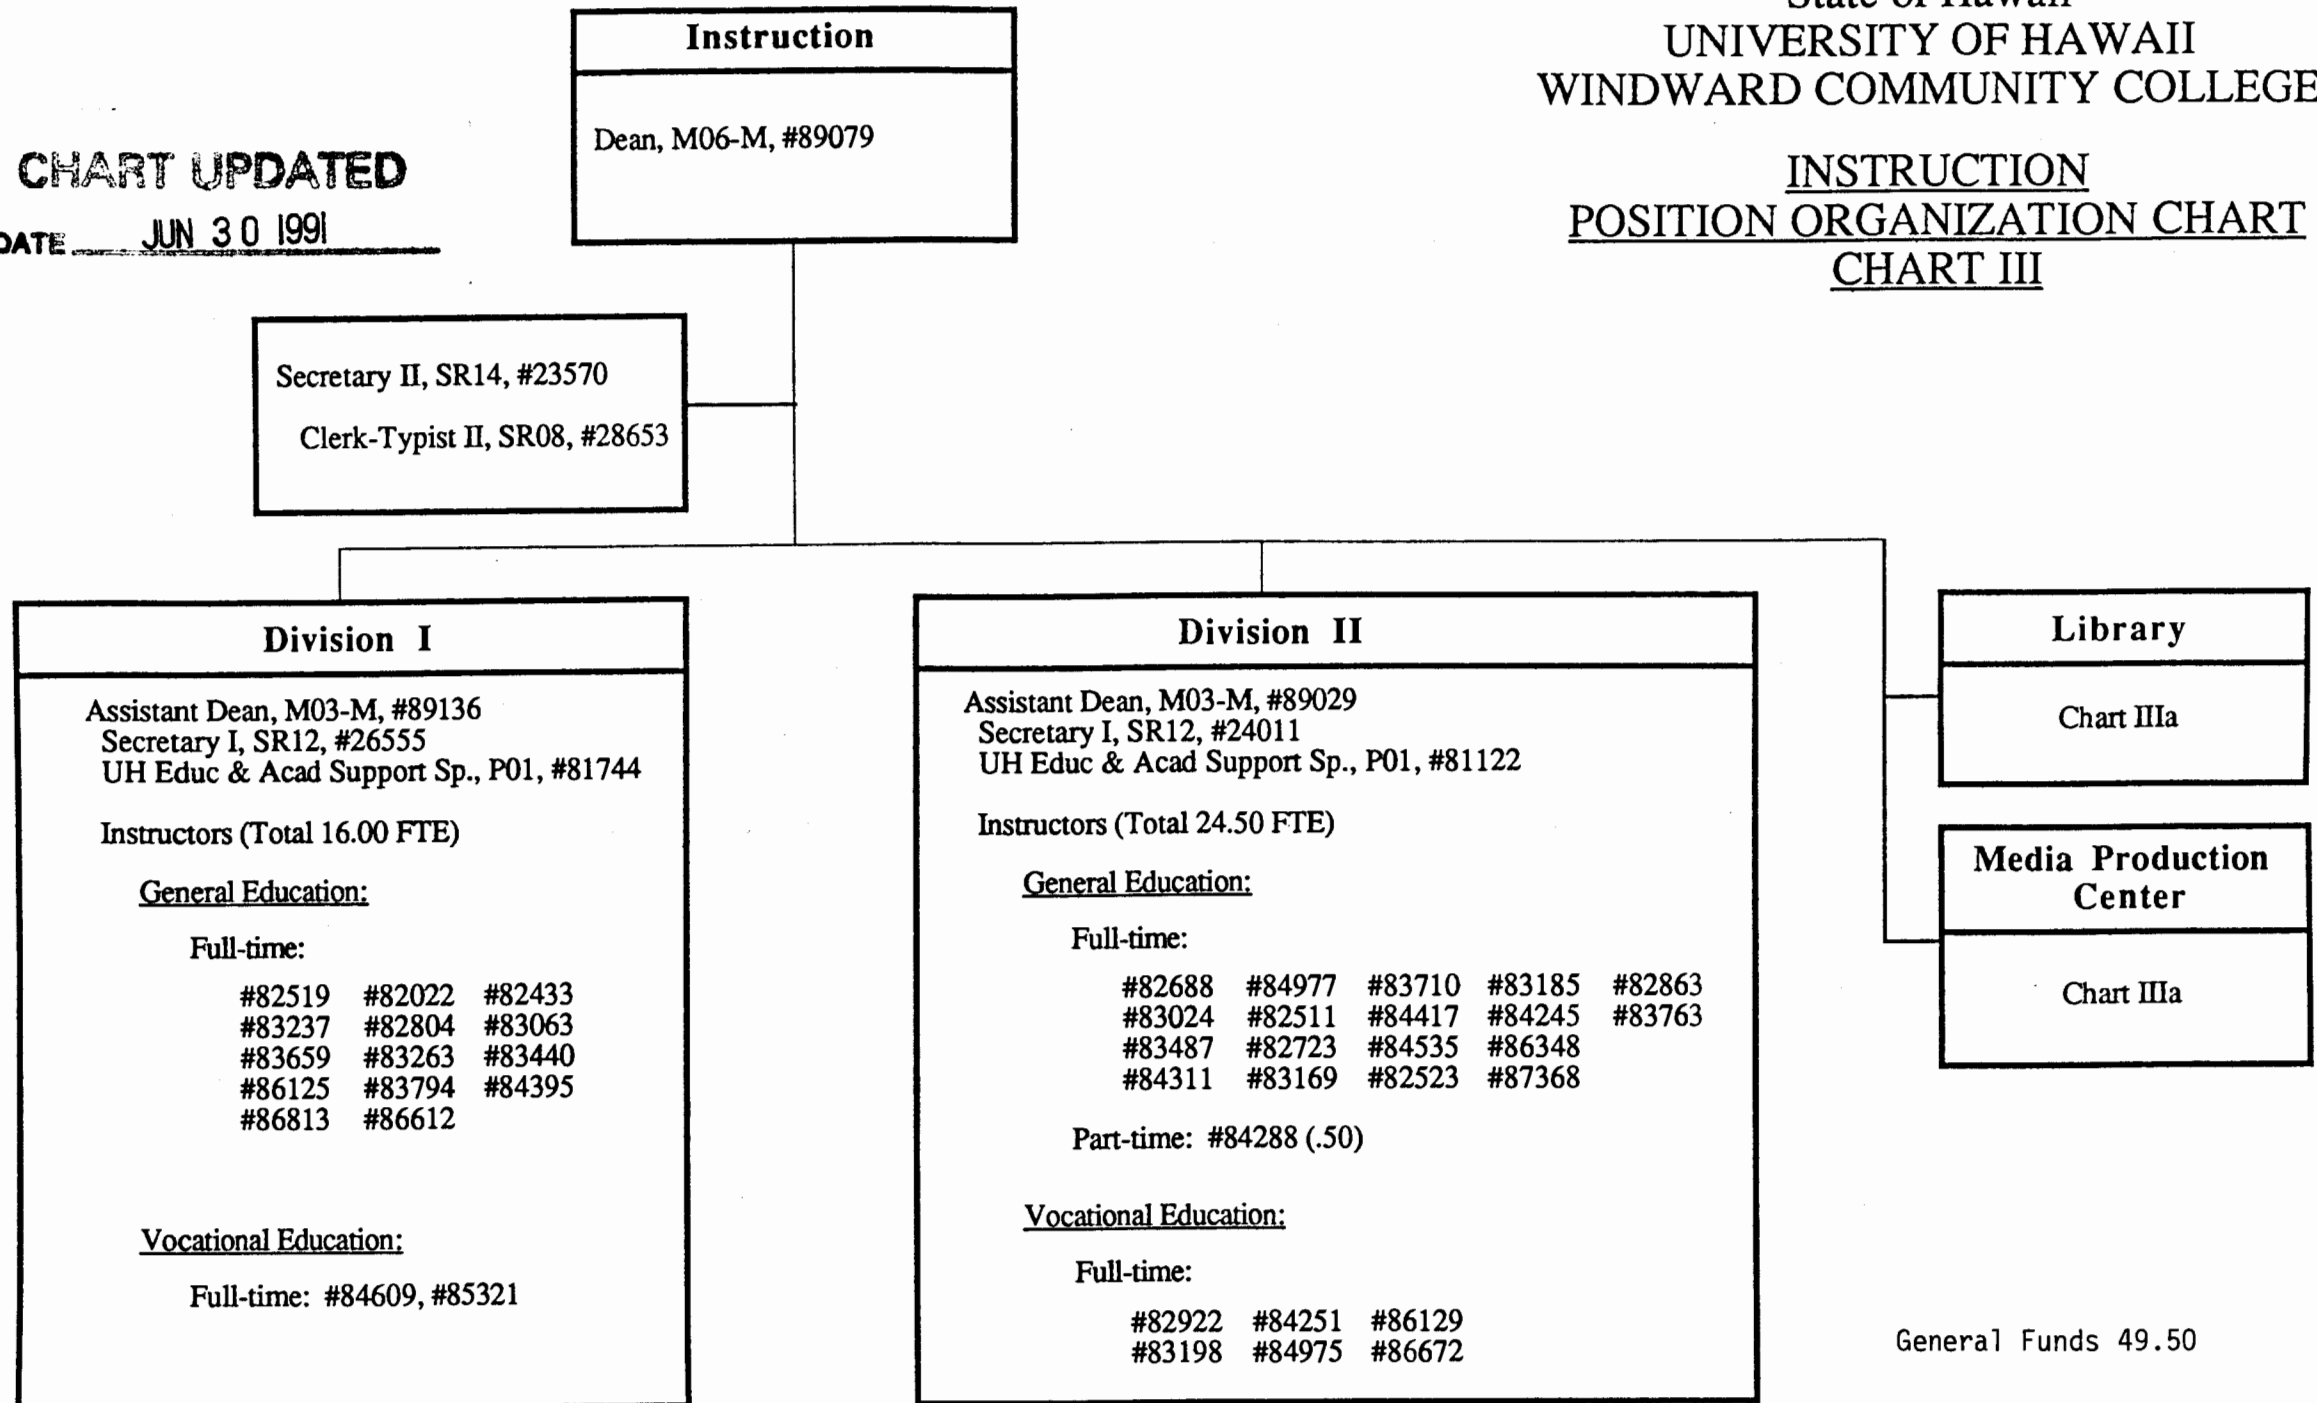 State of Hawaii
UNIVERSITY OF HAWAII
WINDWARD COMMUNITY COLLEGE
INSTRUCTION
POSITION ORGANIZATION CHART
CHART III
CHART UPDATED
DATE JUN 30 1991
Instruction
Dean, M06-M, #89079
Secretary II, SR14, #23570
Clerk-Typist II, SR08, #28653
Division I
Assistant Dean, M03-M, #89136
Secretary I, SR12, #26555
UH Educ & Acad Support Sp., P01, #81744
Instructors (Total 16.00 FTE)
General Education:
Full-time:
#82519 #82022 #82433
#83237 #82804 #83063
#83659 #83263 #83440
#86125 #83794 #84395
#86813 #86612
Vocational Education:
Full-time: #84609, #85321
Division II
Assistant Dean, M03-M, #89029
Secretary I, SR12, #24011
UH Educ & Acad Support Sp., P01, #81122
Instructors (Total 24.50 FTE)
General Education:
Full-time:
#82688 #84977 #83710 #83185 #82863
#83024 #82511 #84417 #84245 #83763
#83487 #82723 #84535 #86348
#84311 #83169 #82523 #87368
Part-time: #84288 (.50)
Vocational Education:
Full-time:
#82922 #84251 #86129
#83198 #84975 #86672
Library
Chart IIIa
Media Production
Center
Chart IIIa
General Funds 49.50